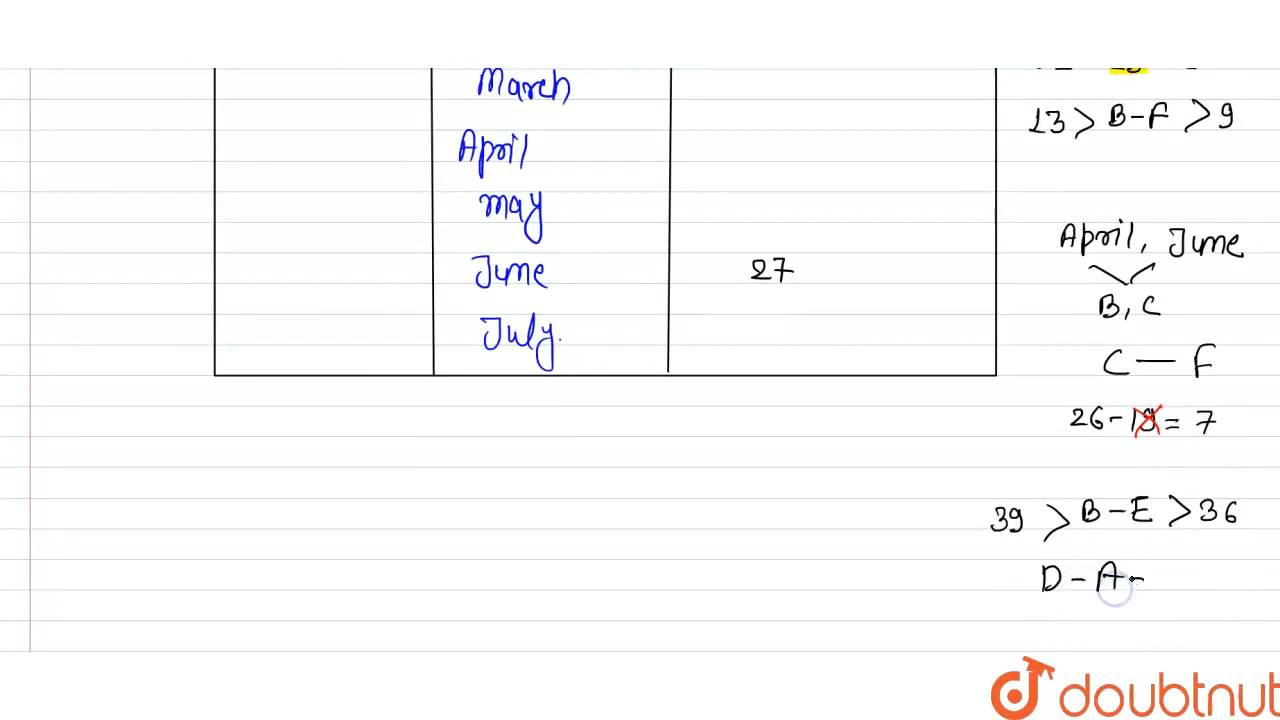 March
April
may
June 27
July.
13 > B-F > 9
April, June
B, C
C — F
26-19 = 7
39 > B-E > 36
D-A-
doubtnut